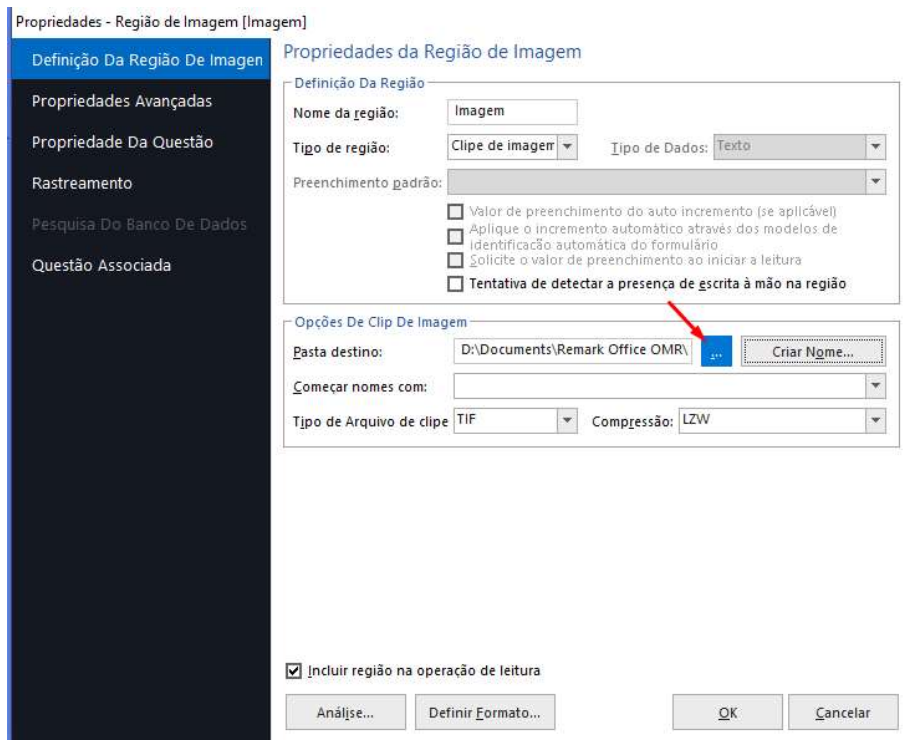 Propriedades - Região de Imagem [Imagem]
Definição Da Região De Imagen
Propriedades Avançadas
Propriedade Da Questão
Rastreamento
Pesquisa Do Banco De Dados
Questão Associada
Propriedades da Região de Imagem
Definição Da Região
Nome da região: Imagem
Tipo de região: Clipe de imagem Tipo de Dados: Texto
Preenchimento padrão:
Valor de preenchimento do auto incremento (se aplicável)
Aplique o incremento automático através dos modelos de
identificação automática do formulário
Solicite o valor de preenchimento ao iniciar a leitura
Tentativa de detectar a presença de escrita à mão na região
Opções De Clip De Imagem
Pasta destino: D:\Documents\Remark Office OMR\ ... Criar Nome...
Começar nomes com:
Tipo de Arquivo de clipe TIF Compressão: LZW
Incluir região na operação de leitura
Análise... Definir Formato... OK Cancelar